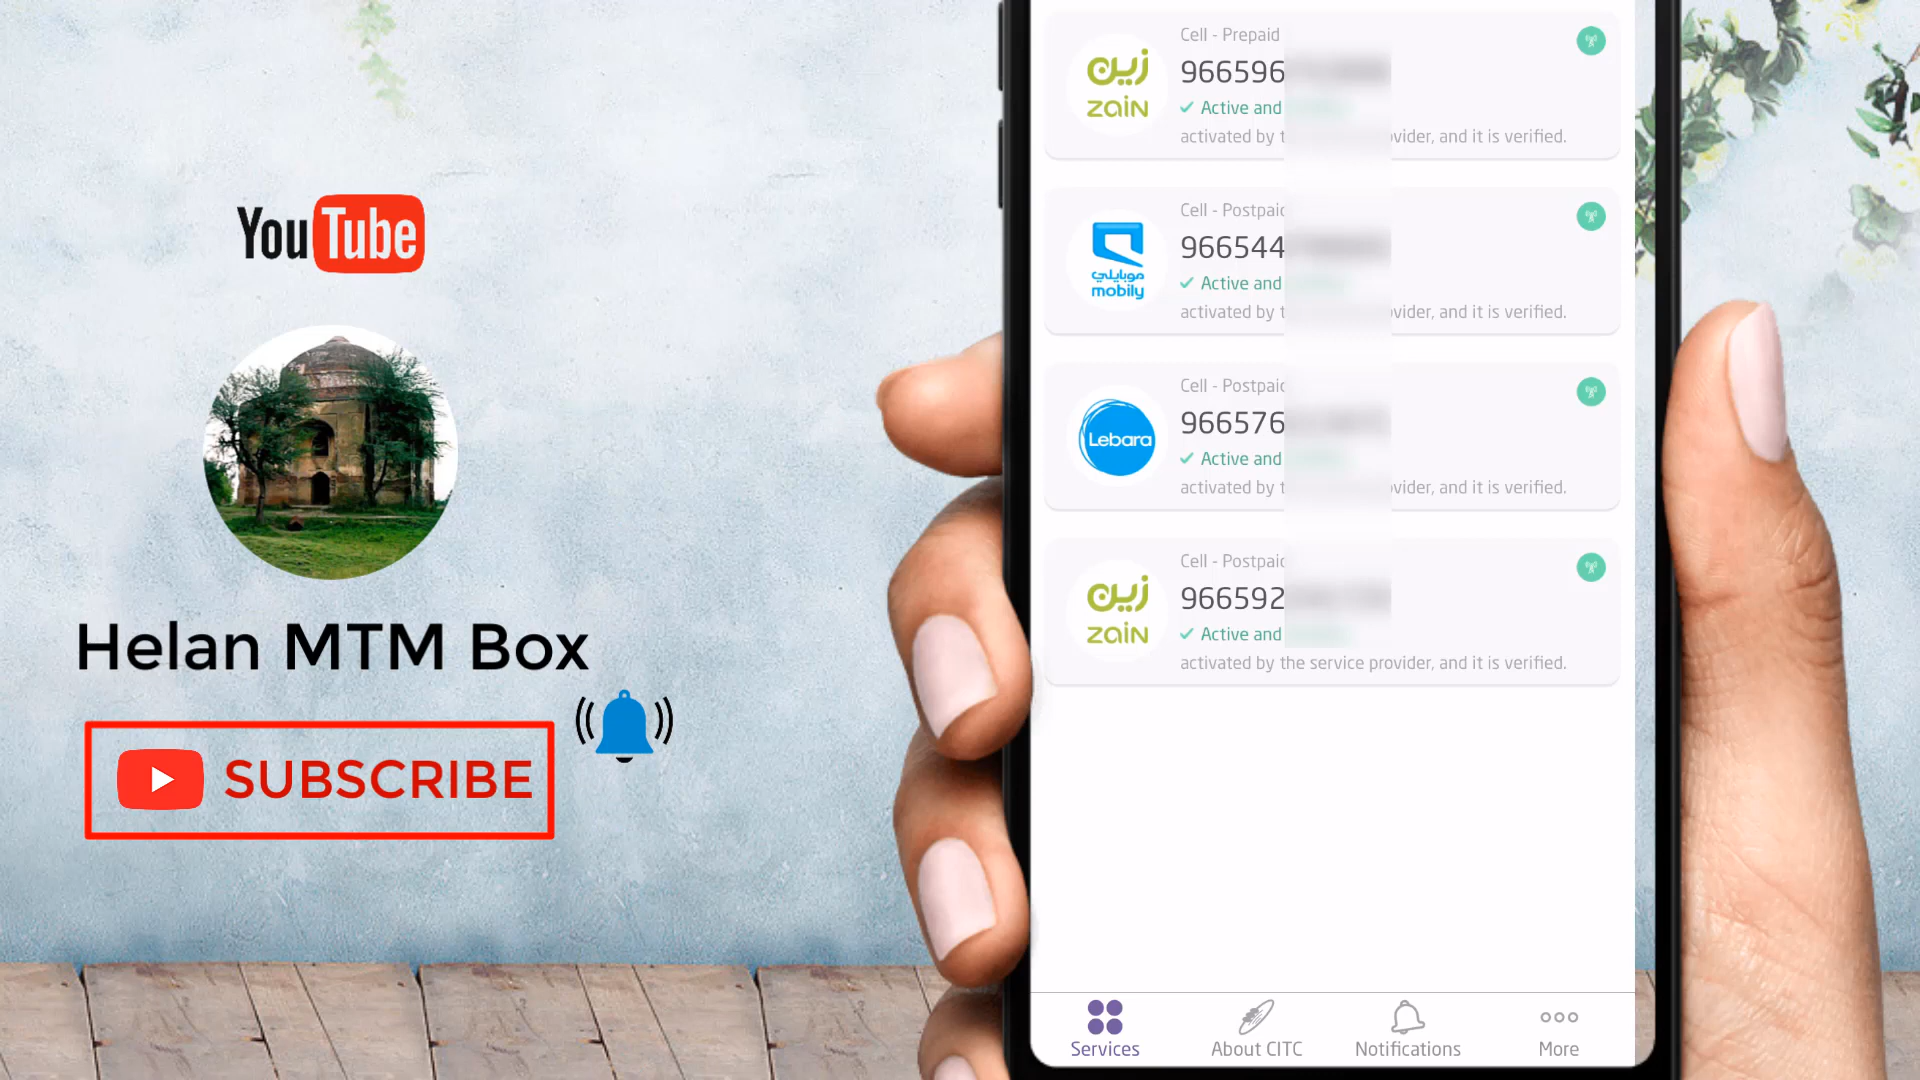 YouTube
Helan MTM Box
SUBSCRIBE
Cell - Prepaid
زين
zain
966596
Active and
activated by t vider, and it is verified.
Cell - Postpaid
966544
موبايلي
mobily
Active and
activated by t vider, and it is verified.
Cell - Postpaid
966576
Lebara
Active and
activated by t vider, and it is verified.
Cell - Postpaid
زين
zain
966592
Active and
activated by the service provider, and it is verified.
Services
About CITC
Notifications
More